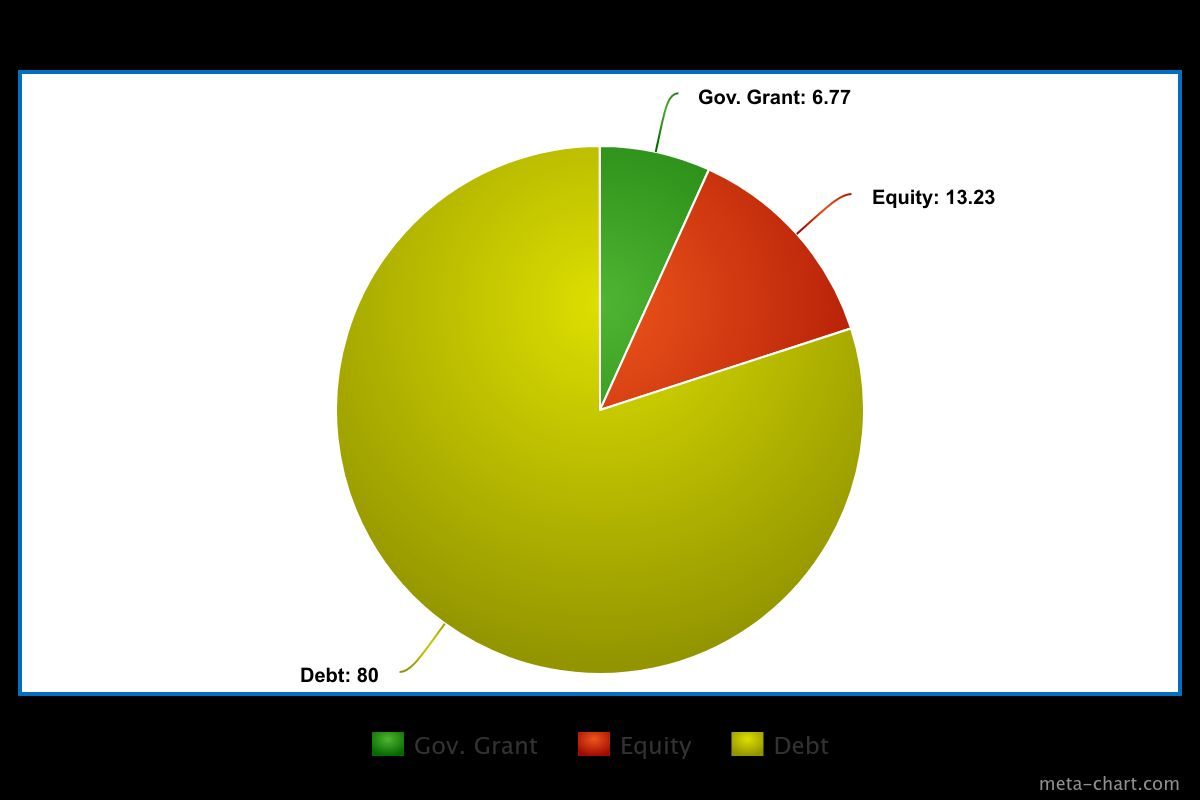 Gov. Grant: 6.77
Equity: 13.23
Debt: 80
Gov. Grant Equity Debt
meta-chart.com